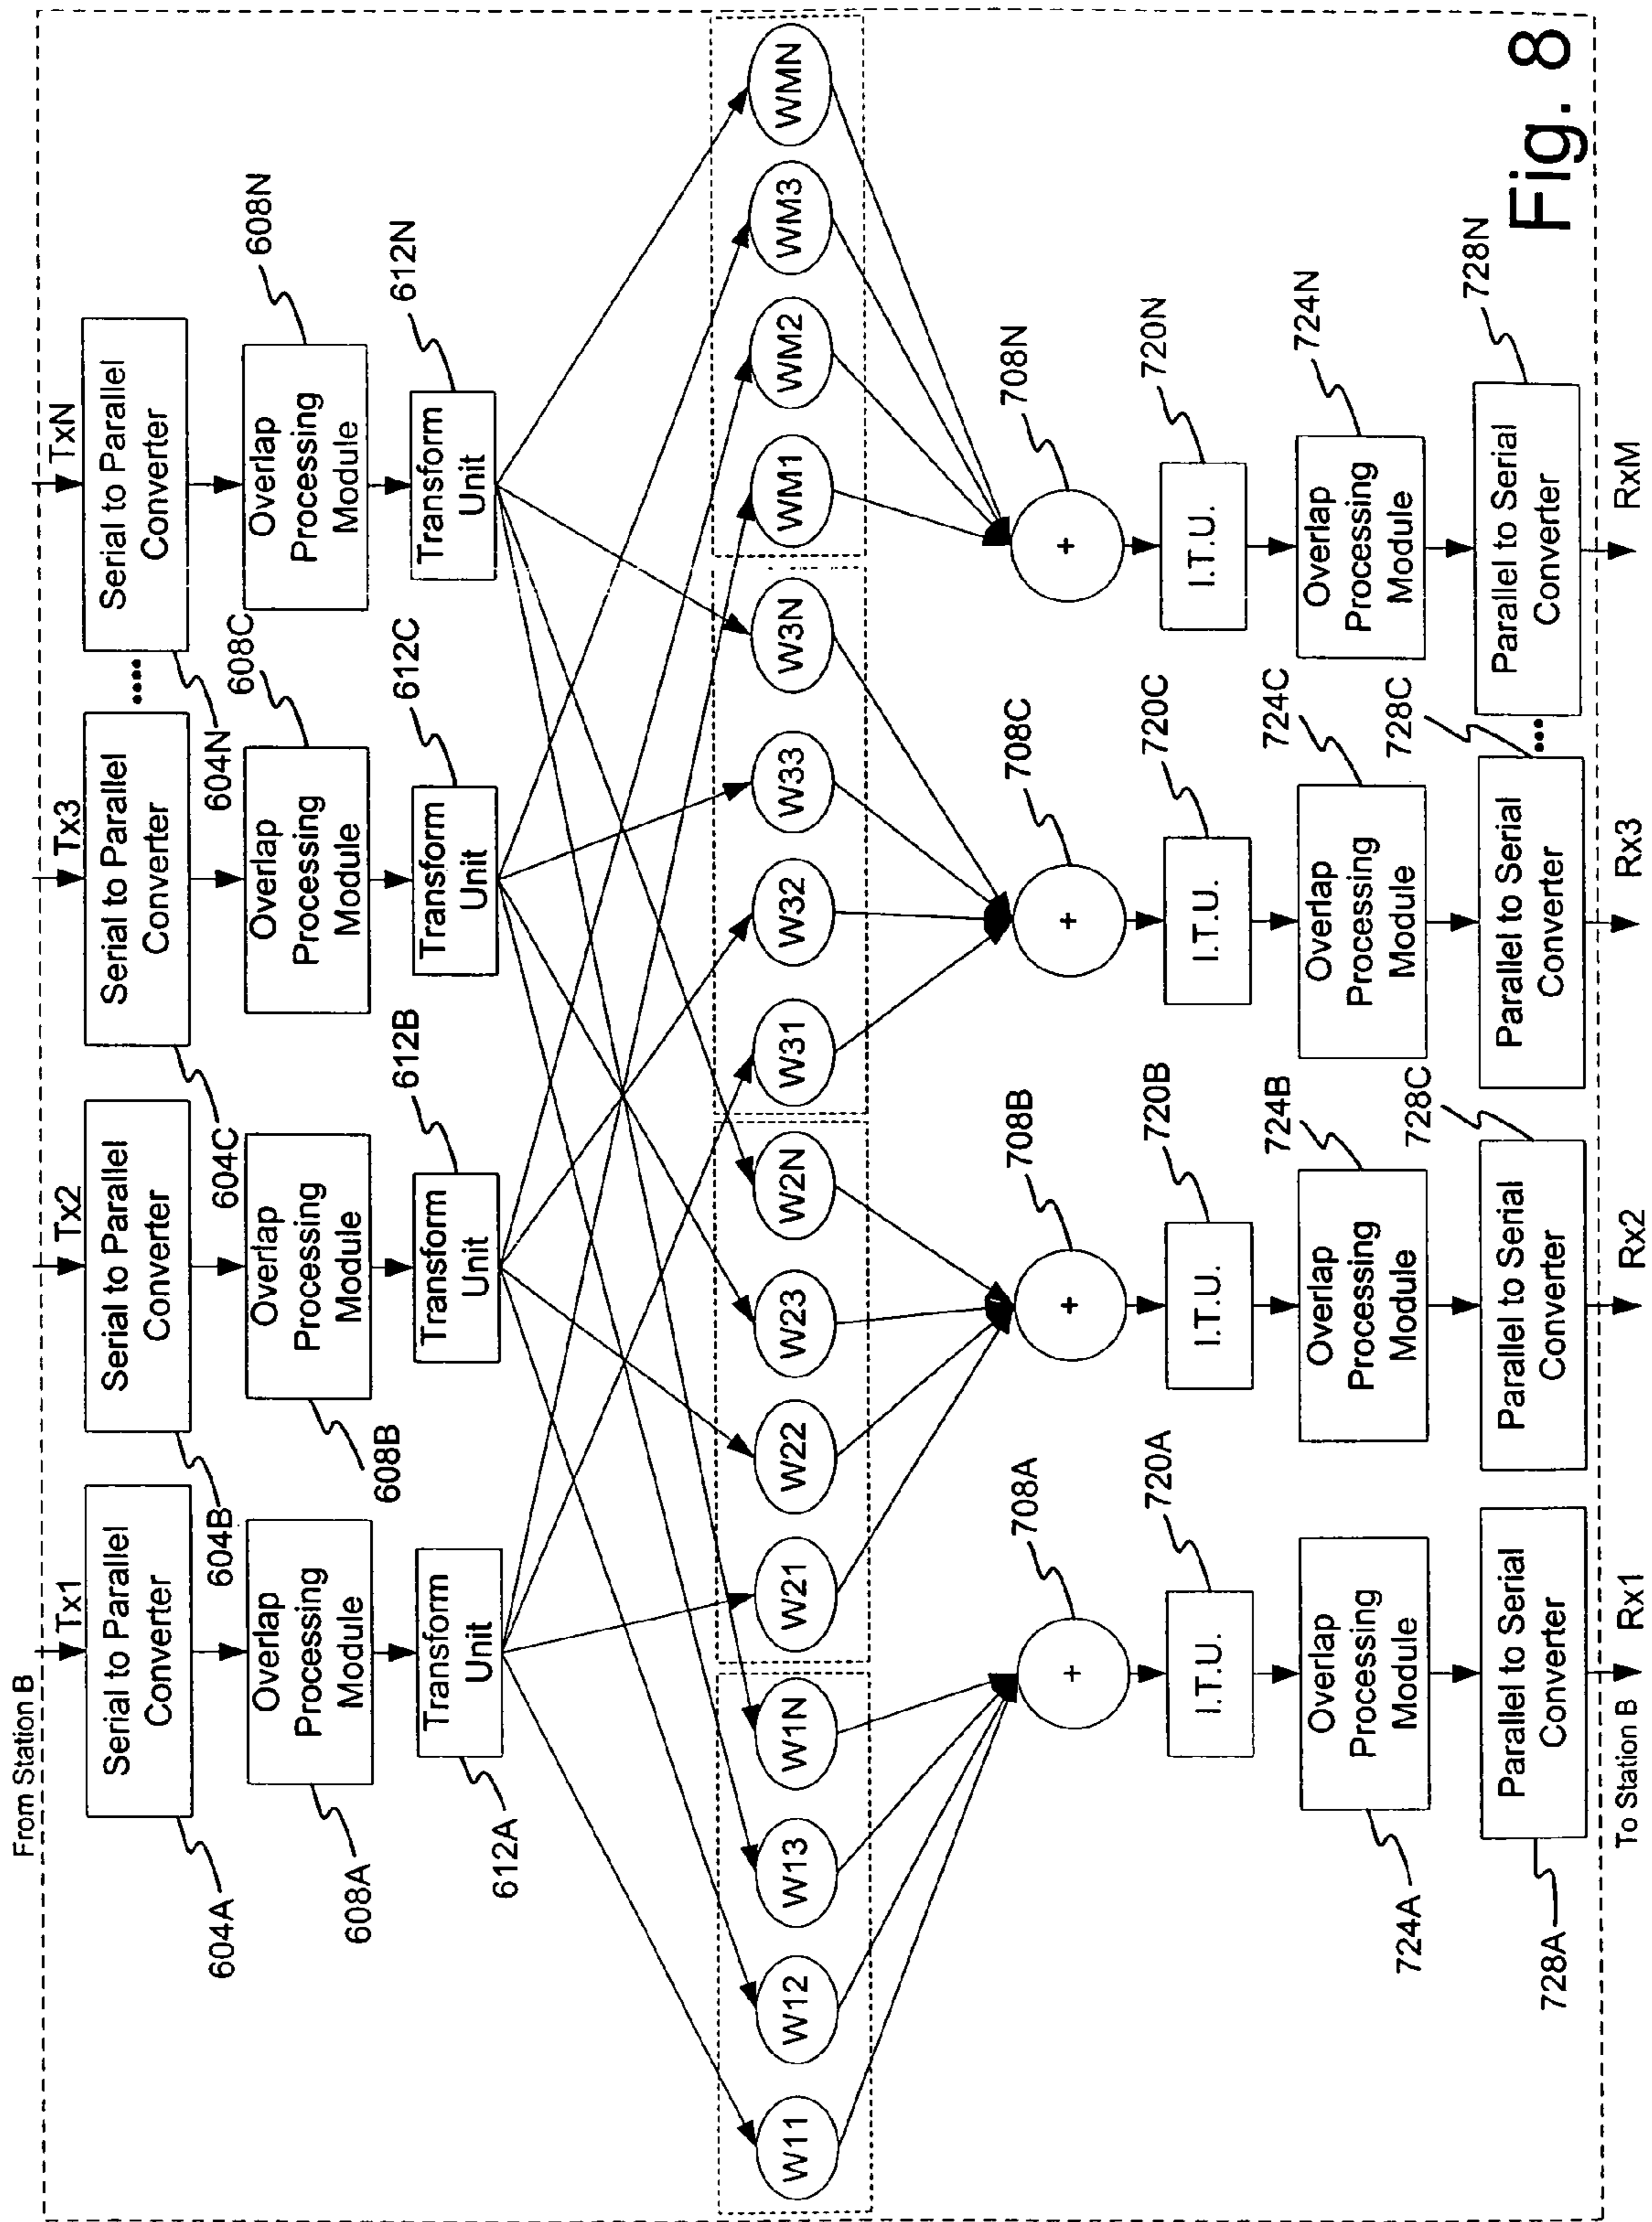 From Station B
Tx1
Tx2
Tx3
TxN
Serial to Parallel
Converter
Serial to Parallel
Converter
Serial to Parallel
Converter
....
Serial to Parallel
Converter
604A
604B
604C
604N
Overlap
Processing
Module
Overlap
Processing
Module
Overlap
Processing
Module
Overlap
Processing
Module
608A
608B
608C
608N
Transform
Unit
Transform
Unit
Transform
Unit
Transform
Unit
612A
612B
612C
612N
W11
W12
W13
W1N
W21
W22
W23
W2N
W31
W32
W33
W3N
WM1
WM2
WM3
WMN
+
+
+
+
708A
708B
708C
708N
I.T.U.
I.T.U.
I.T.U.
I.T.U.
720A
720B
720C
720N
Overlap
Processing
Module
Overlap
Processing
Module
Overlap
Processing
Module
Overlap
Processing
Module
724A
724B
724C
724N
Parallel to Serial
Converter
Parallel to Serial
Converter
Parallel to Serial
Converter
....
Parallel to Serial
Converter
728A
728C
728C
728N
To Station B
Rx1
Rx2
Rx3
RxM
Fig. 8